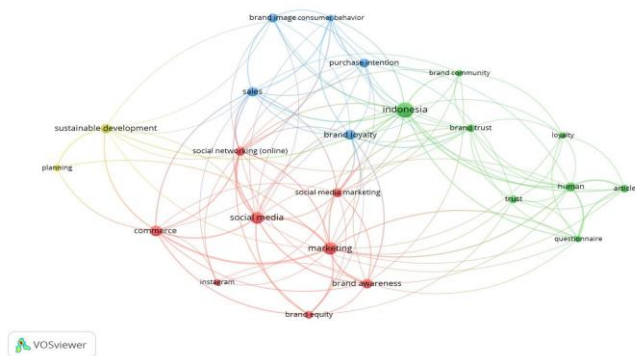 brand image
consumer behavior
purchase intention
brand community
sales
indonesia
sustainable development
brand loyalty
brand trust
loyalty
social networking (online)
planning
social media marketing
human
article
trust
social media
commerce
questionnaire
marketing
instagram
brand awareness
brand equity
VOSviewer